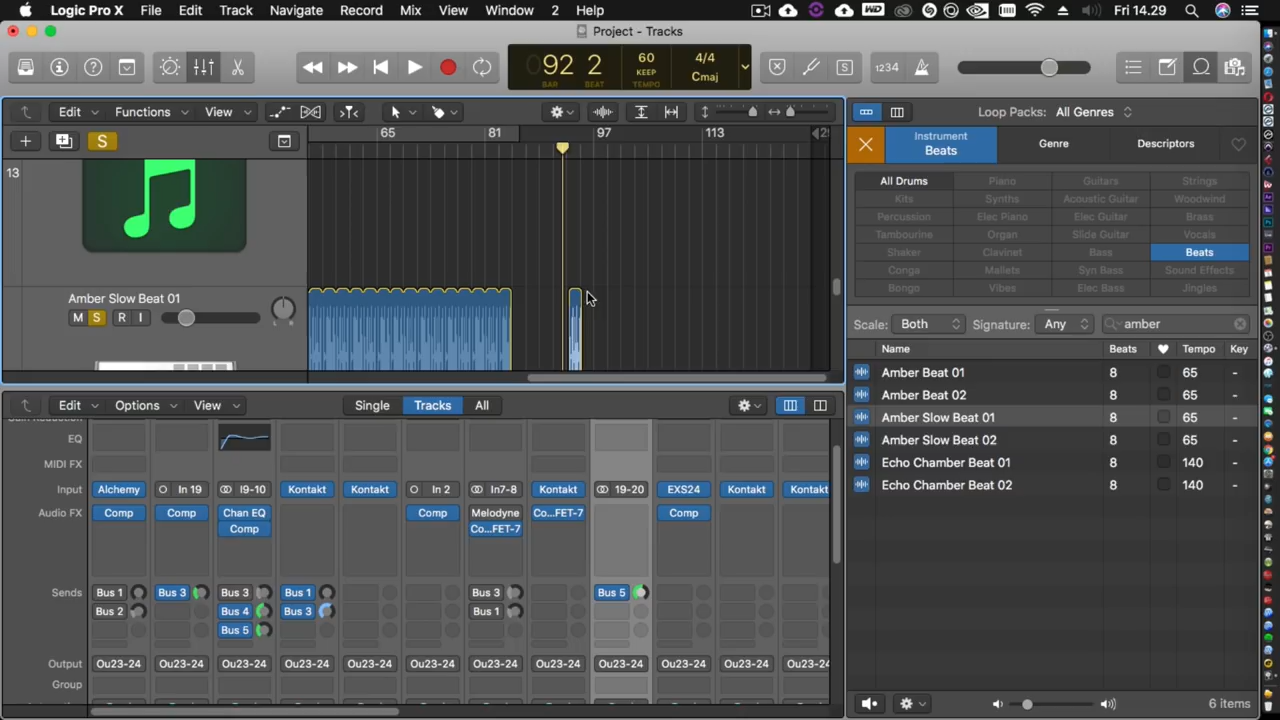 Logic Pro X File Edit Track Navigate Record Mix View Window 2 Help Fri 14.29
Project - Tracks
92 2 60 4/4
KEEP Cmaj
BAR BEAT TEMPO
1234
Edit Functions View
S
65 81 97 113
13
Amber Slow Beat 01
M S R I
Loop Packs: All Genres
Instrument
Beats
Genre
Descriptors
All Drums Piano Guitars Strings
Kits Synths Acoustic Guitar Woodwind
Percussion Elec Piano Elec Guitar Brass
Tambourine Organ Slide Guitar Vocals
Shaker Clavinet Bass Beats
Conga Mallets Syn Bass Sound Effects
Bongo Vibes Elec Bass Jingles
Scale: Both Signature: Any amber
Name Beats Tempo Key
Amber Beat 01 8 65 -
Amber Beat 02 8 65 -
Amber Slow Beat 01 8 65 -
Amber Slow Beat 02 8 65 -
Echo Chamber Beat 01 8 140 -
Echo Chamber Beat 02 8 140 -
6 items
Edit Options View Single Tracks All
EQ
MIDI FX
Input Alchemy In 19 I9-10 Kontakt Kontakt In 2 In7-8 Kontakt 19-20 EXS24 Kontakt Kontakt
Audio FX Comp Comp Chan EQ Comp Melodyne Co...FET-7 Comp
Comp Co...FET-7
Sends Bus 1 Bus 3 Bus 3 Bus 1 Bus 3 Bus 5
Bus 2 Bus 4 Bus 3 Bus 1
Bus 5
Output Ou23-24 Ou23-24 Ou23-24 Ou23-24 Ou23-24 Ou23-24 Ou23-24 Ou23-24 Ou23-24 Ou23-24 Ou23-24 Ou23-24
Group